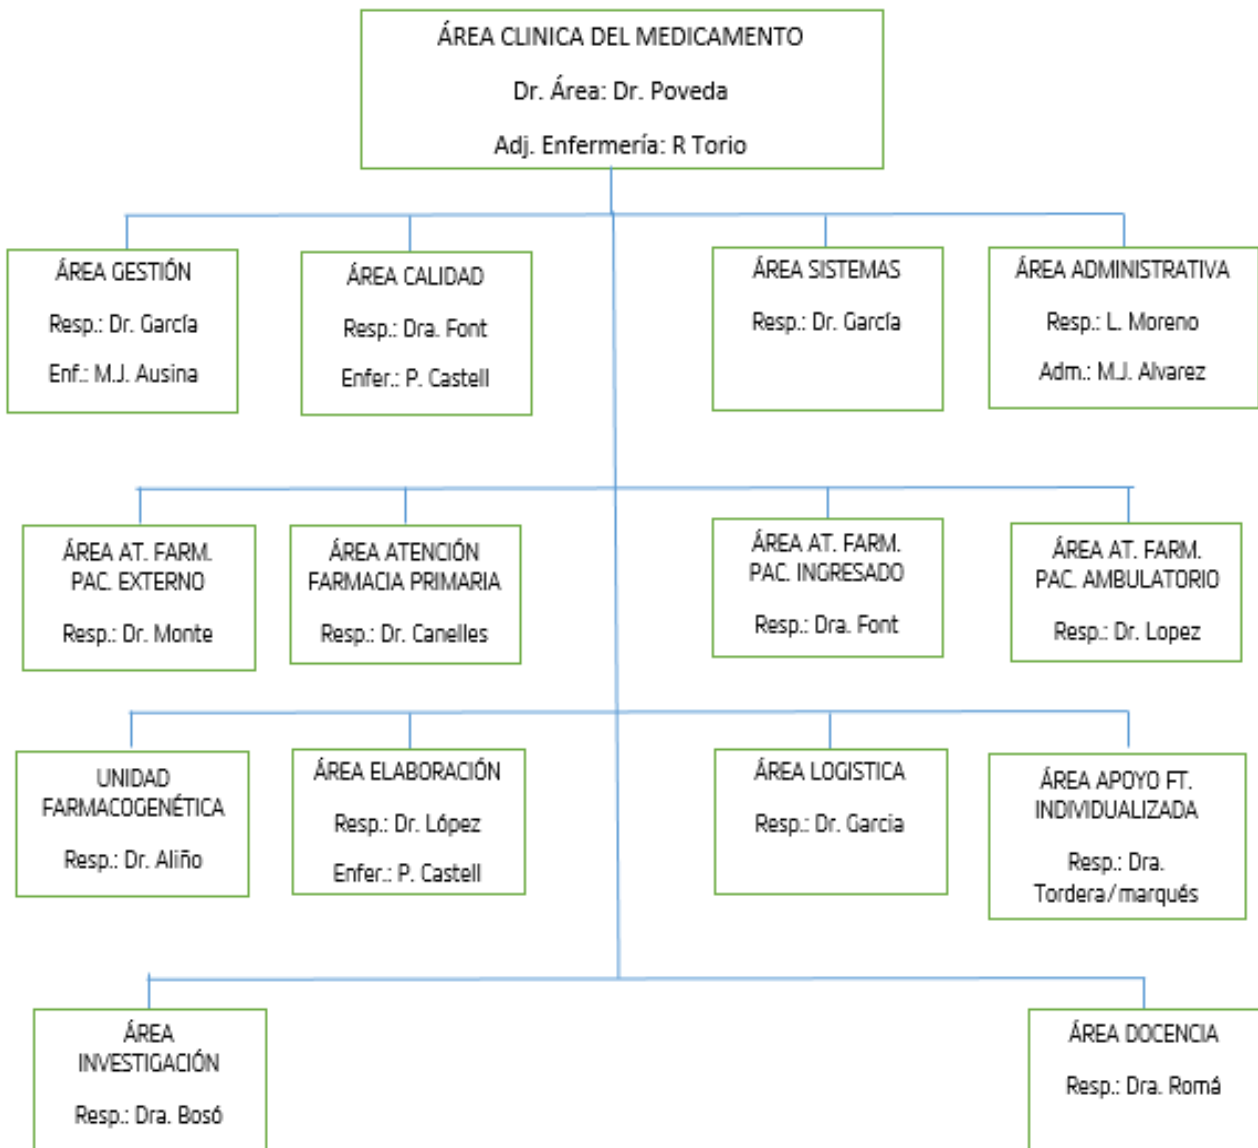 ÁREA CLINICA DEL MEDICAMENTO
Dr. Área: Dr. Poveda
Adj. Enfermería: R Torio
ÁREA GESTIÓN
Resp.: Dr. García
Enf.: M.J. Ausina
ÁREA CALIDAD
Resp.: Dra. Font
Enfer.: P. Castell
ÁREA SISTEMAS
Resp.: Dr. García
ÁREA ADMINISTRATIVA
Resp.: L. Moreno
Adm.: M.J. Alvarez
ÁREA AT. FARM.
PAC. EXTERNO
Resp.: Dr. Monte
ÁREA ATENCIÓN
FARMACIA PRIMARIA
Resp.: Dr. Canelles
ÁREA AT. FARM.
PAC. INGRESADO
Resp.: Dra. Font
ÁREA AT. FARM.
PAC. AMBULATORIO
Resp.: Dr. Lopez
UNIDAD
FARMACOGENÉTICA
Resp.: Dr. Aliño
ÁREA ELABORACIÓN
Resp.: Dr. López
Enfer.: P. Castell
ÁREA LOGISTICA
Resp.: Dr. Garcia
ÁREA APOYO FT.
INDIVIDUALIZADA
Resp.: Dra.
Tordera/marqués
ÁREA
INVESTIGACIÓN
Resp.: Dra. Bosó
ÁREA DOCENCIA
Resp.: Dra. Romá